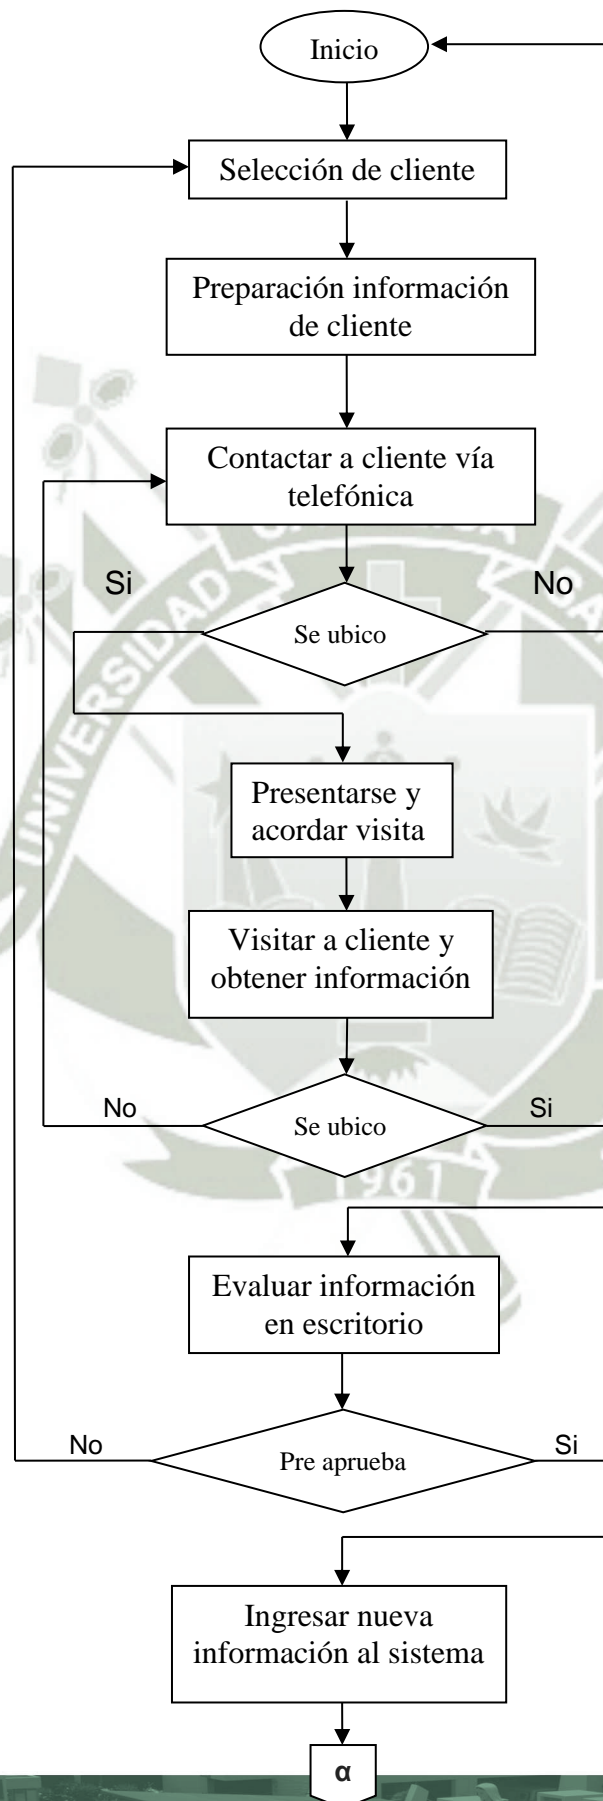 Inicio
Selección de cliente
Preparación información
de cliente
Contactar a cliente vía
telefónica
Si
No
Se ubico
Presentarse y
acordar visita
Visitar a cliente y
obtener información
No
Se ubico
Si
1961
Evaluar información
en escritorio
No
Pre aprueba
Si
Ingresar nueva
información al sistema
α
UNIVERSIDAD